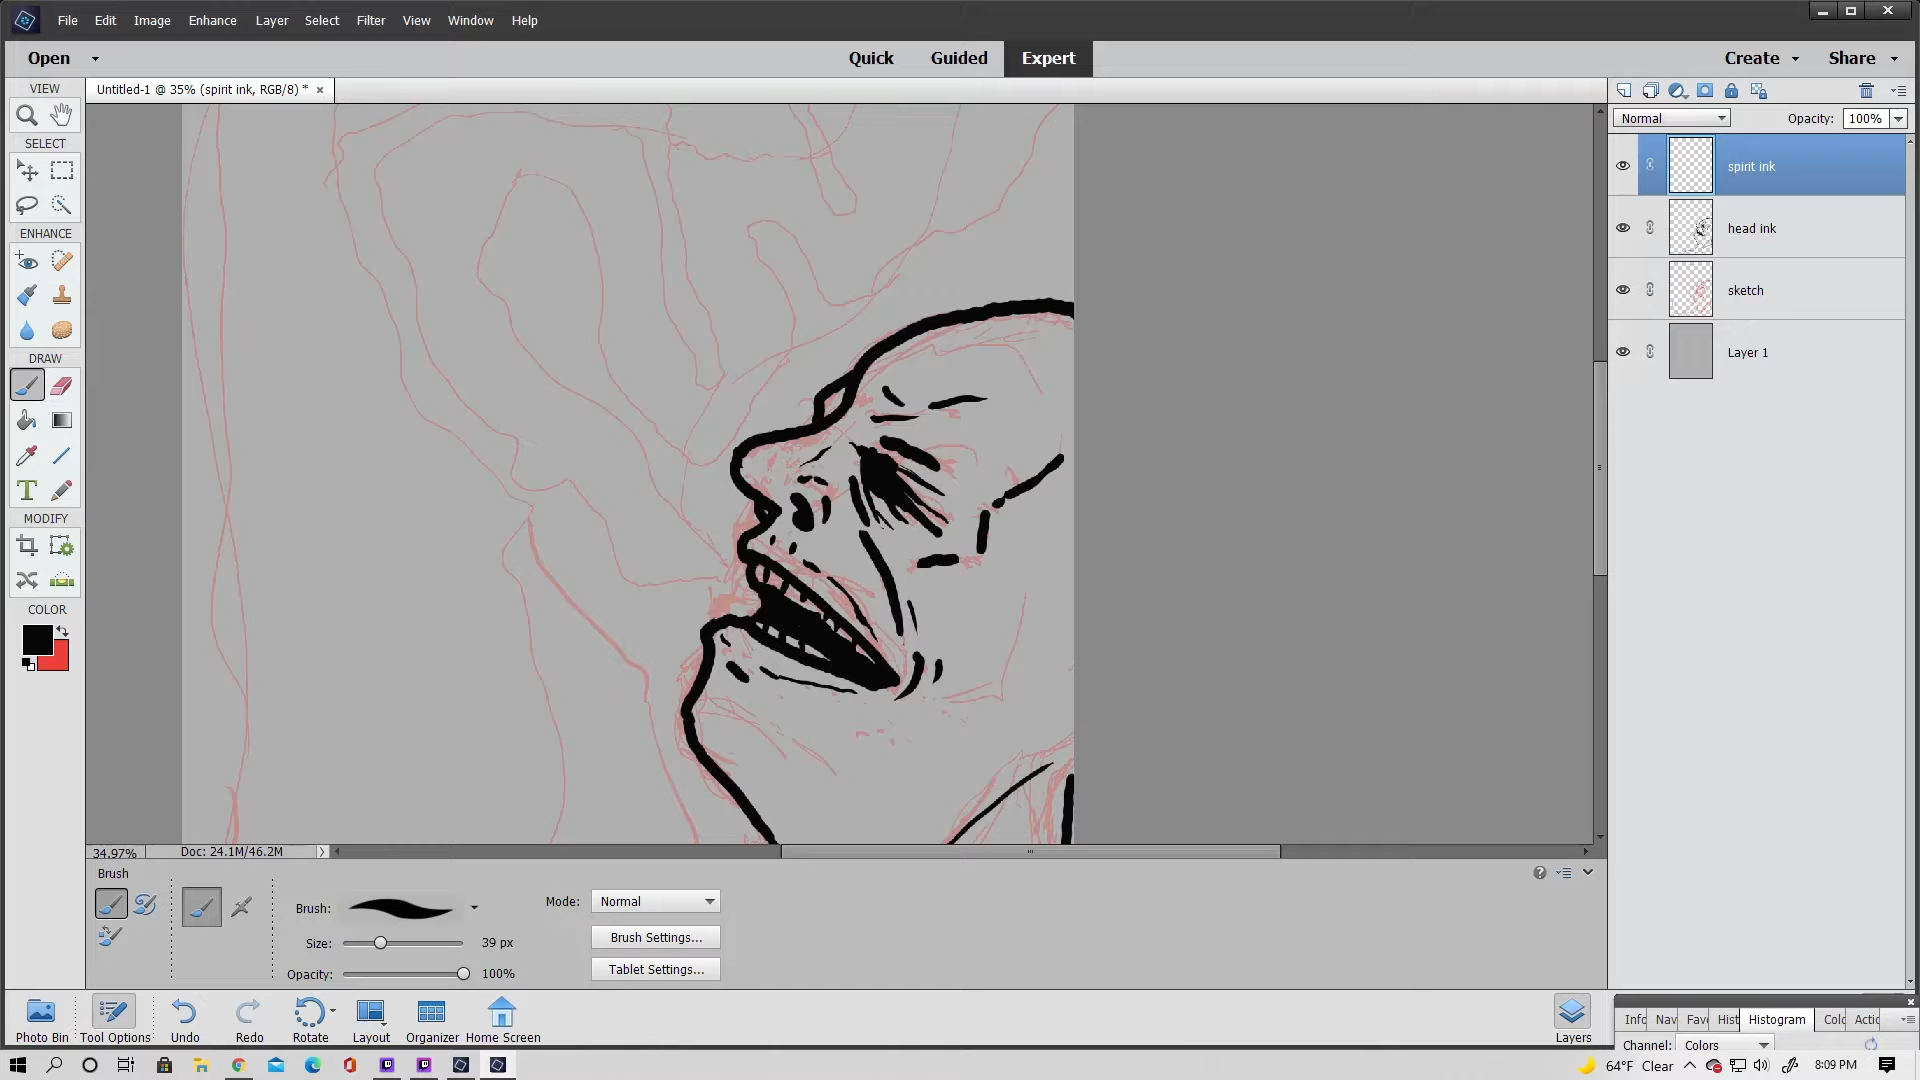 File Edit Image Enhance Layer Select Filter View Window Help
Open Quick Guided Expert Create Share
VIEW
Untitled-1 @ 35% (spirit ink, RGB/8) * ×
Normal Opacity: 100%
SELECT
spirit ink
head ink
ENHANCE
sketch
Layer 1
DRAW
T
MODIFY
COLOR
34.97% Doc: 24.1M/46.2M
Brush
Brush: Mode: Normal
Size: 39 px Brush Settings...
Opacity: 100% Tablet Settings...
Photo Bin Tool Options Undo Redo Rotate Layout Organizer Home Screen Layers
Info Nav Fav Hist Histogram Colo Actio
Channel: Colors
64°F Clear 8:09 PM